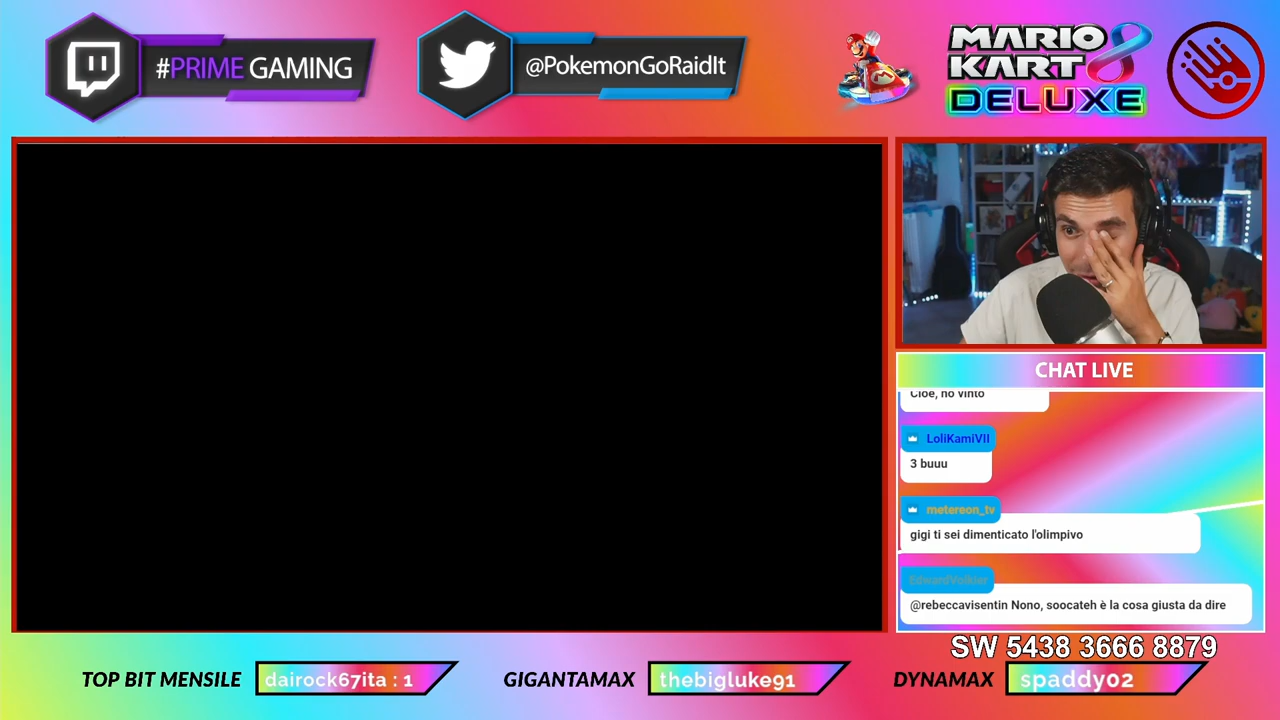 #PRIME GAMING
@PokemonGoRaidIt
MARIO KART 8
DELUXE
CHAT LIVE
Cioè, ho vinto
LoliKamiVII
3 buuu
metereon_tv
gigi ti sei dimenticato l'olimpivo
EdwardVolkier
@rebeccavisentin Nono, soocateh è la cosa giusta da dire
SW 5438 3666 8879
TOP BIT MENSILE
dairock67ita : 1
GIGANTAMAX
thebigluke91
DYNAMAX
spaddy02